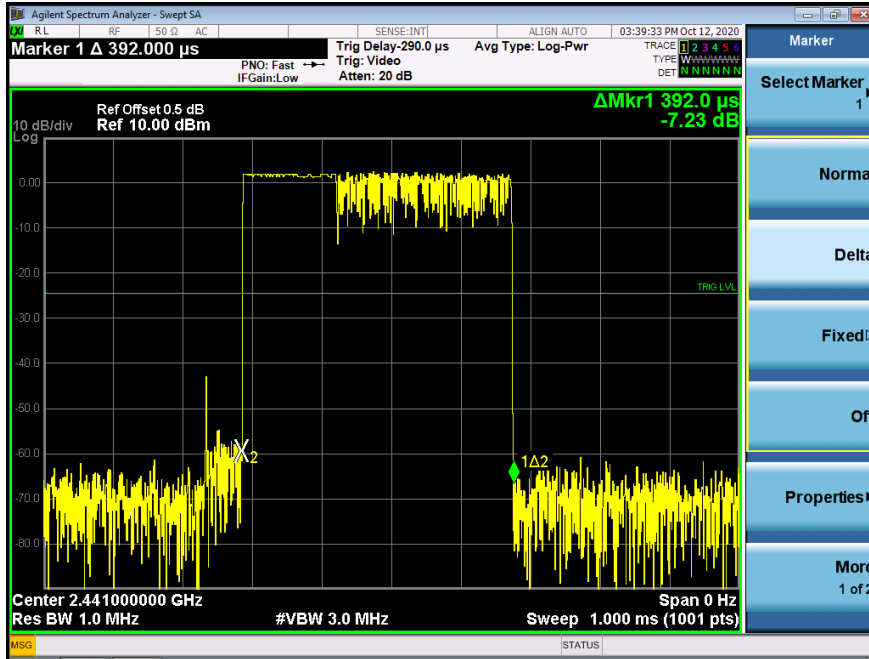 Agilent Spectrum Analyzer - Swept SA
LXI RL RF 50 Ω AC SENSE:INT ALIGN AUTO 03:39:33 PM Oct 12, 2020
Marker 1 Δ 392.000 µs
PNO: Fast
IFGain:Low
Trig Delay-290.0 µs
Trig: Video
Atten: 20 dB
Avg Type: Log-Pwr
TRACE 1 2 3 4 5 6
TYPE WWWWWW
DET N N N N N N
ΔMkr1 392.0 µs
-7.23 dB
Ref Offset 0.5 dB
10 dB/div Ref 10.00 dBm
Log
0.00
-10.0
-20.0
TRIG LVL
-30.0
-40.0
-50.0
-60.0
2
1Δ2
-70.0
-80.0
Center 2.441000000 GHz Span 0 Hz
Res BW 1.0 MHz #VBW 3.0 MHz Sweep 1.000 ms (1001 pts)
MSG STATUS
Marker
Select Marker
1
Norma
Delta
Fixed
Of
Properties
More
1 of 2